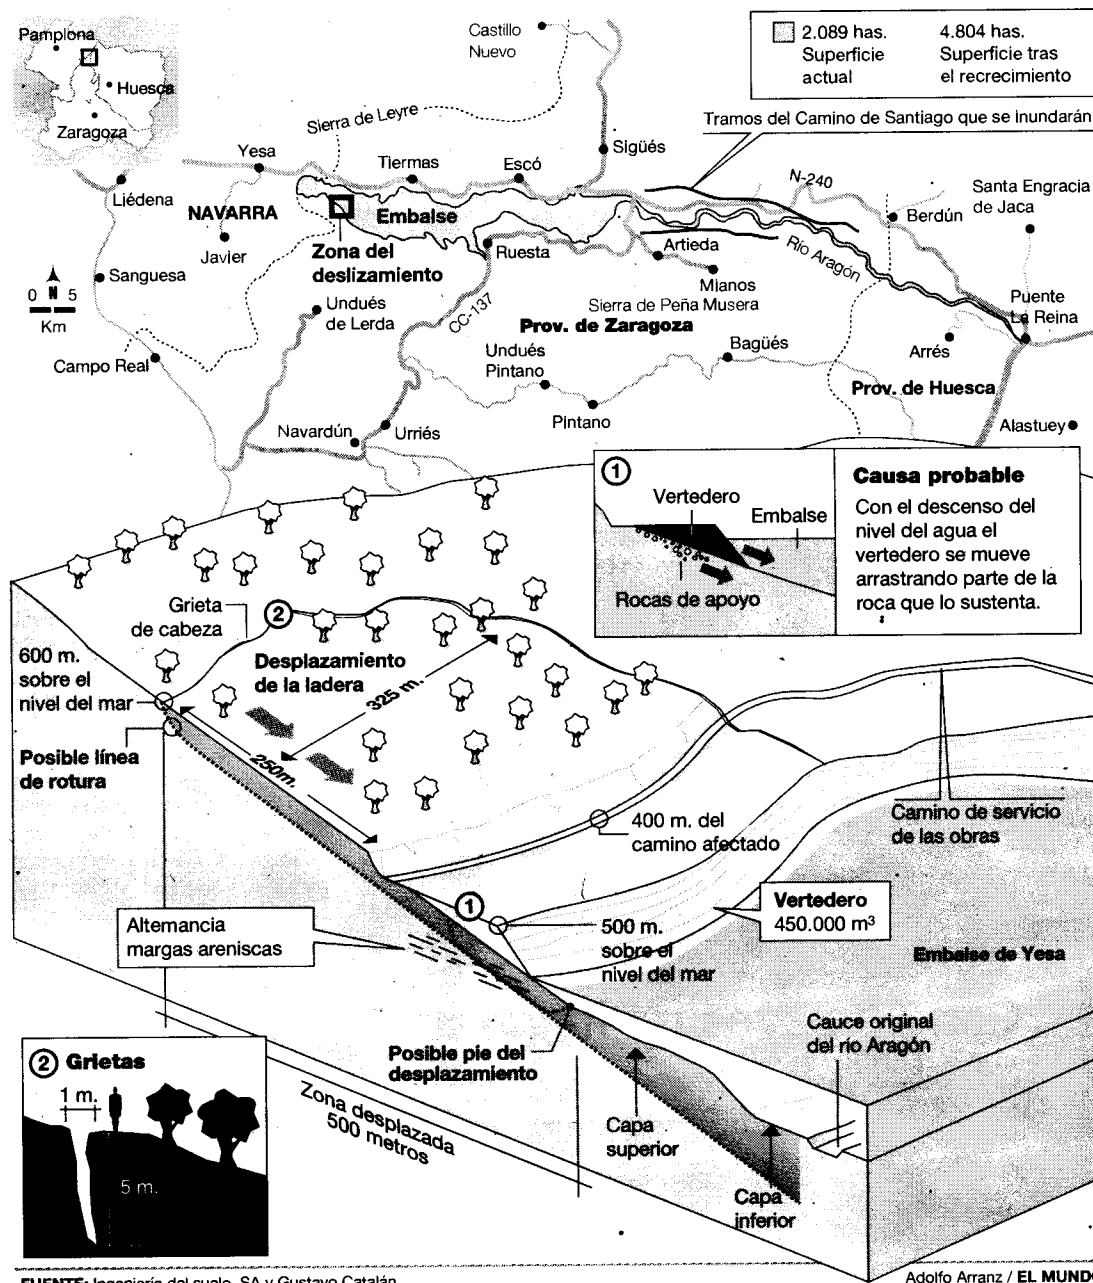 Pamplona
Huesca
Zaragoza
Castillo
Nuevo
2.089 has.
Superficie
actual
4.804 has.
Superficie tras
el recrecimiento
Tramos del Camino de Santiago que se inundarán
Sierra de Leyre
Yesa
Tiermas
Escó
Sigüés
N-240
Liédena
NAVARRA
Embalse
Santa Engracia
de Jaca
Berdún
Javier
Zona del
deslizamiento
Ruesta
Artieda
Río Aragón
Sanguesa
Mianos
0 N 5
Km
Undués
de Lerda
CC-137
Sierra de Peña Musera
Prov. de Zaragoza
Puente
La Reina
Campo Real
Undués
Pintano
Bagüés
Arrés
Prov. de Huesca
Pintano
Navardún
Urriés
Alastuey
1
Vertedero
Embalse
Rocas de apoyo
Causa probable
Con el descenso del
nivel del agua el
vertedero se mueve
arrastrando parte de la
roca que lo sustenta.
Grieta
de cabeza
2
600 m.
sobre el
nivel del mar
Desplazamiento
de la ladera
325 m.
Posible línea
de rotura
250m.
400 m. del
camino afectado
Camino de servicio
de las obras
1
Vertedero
450.000 m³
Alternancia
margas areniscas
500 m.
sobre el
nivel del mar
Embalse de Yesa
Cauce original
del río Aragón
2 Grietas
1 m.
5 m.
Posible pie del
desplazamiento
Zona desplazada
500 metros
Capa
superior
Capa
inferior
FUENTE: Ingeniería del suelo, SA y Gustavo Catalán
Adolfo Arranz / EL MUNDO